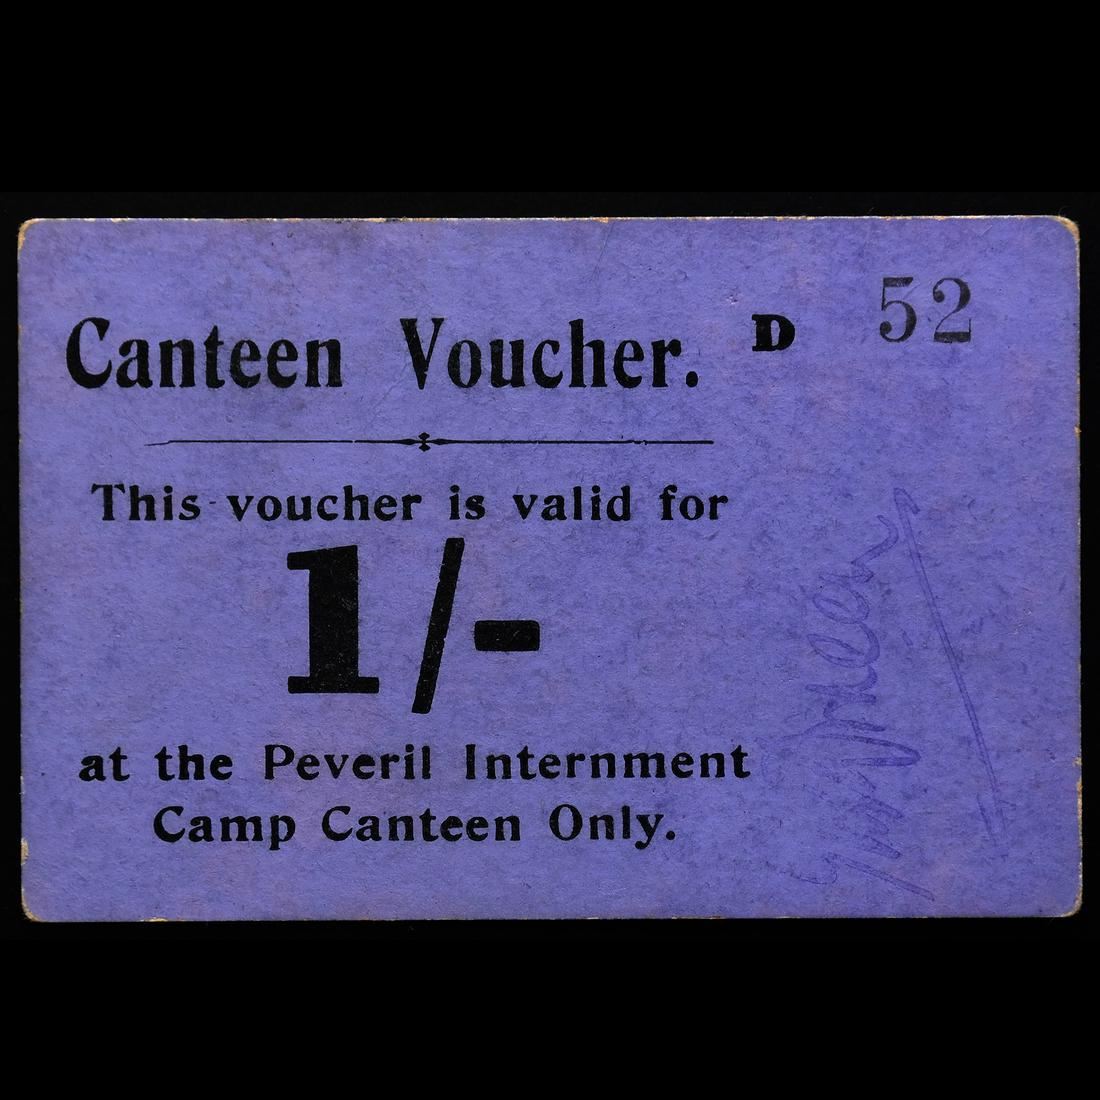 Canteen Voucher. D 52
This voucher is valid for
1/-
at the Peveril Internment
Camp Canteen Only.